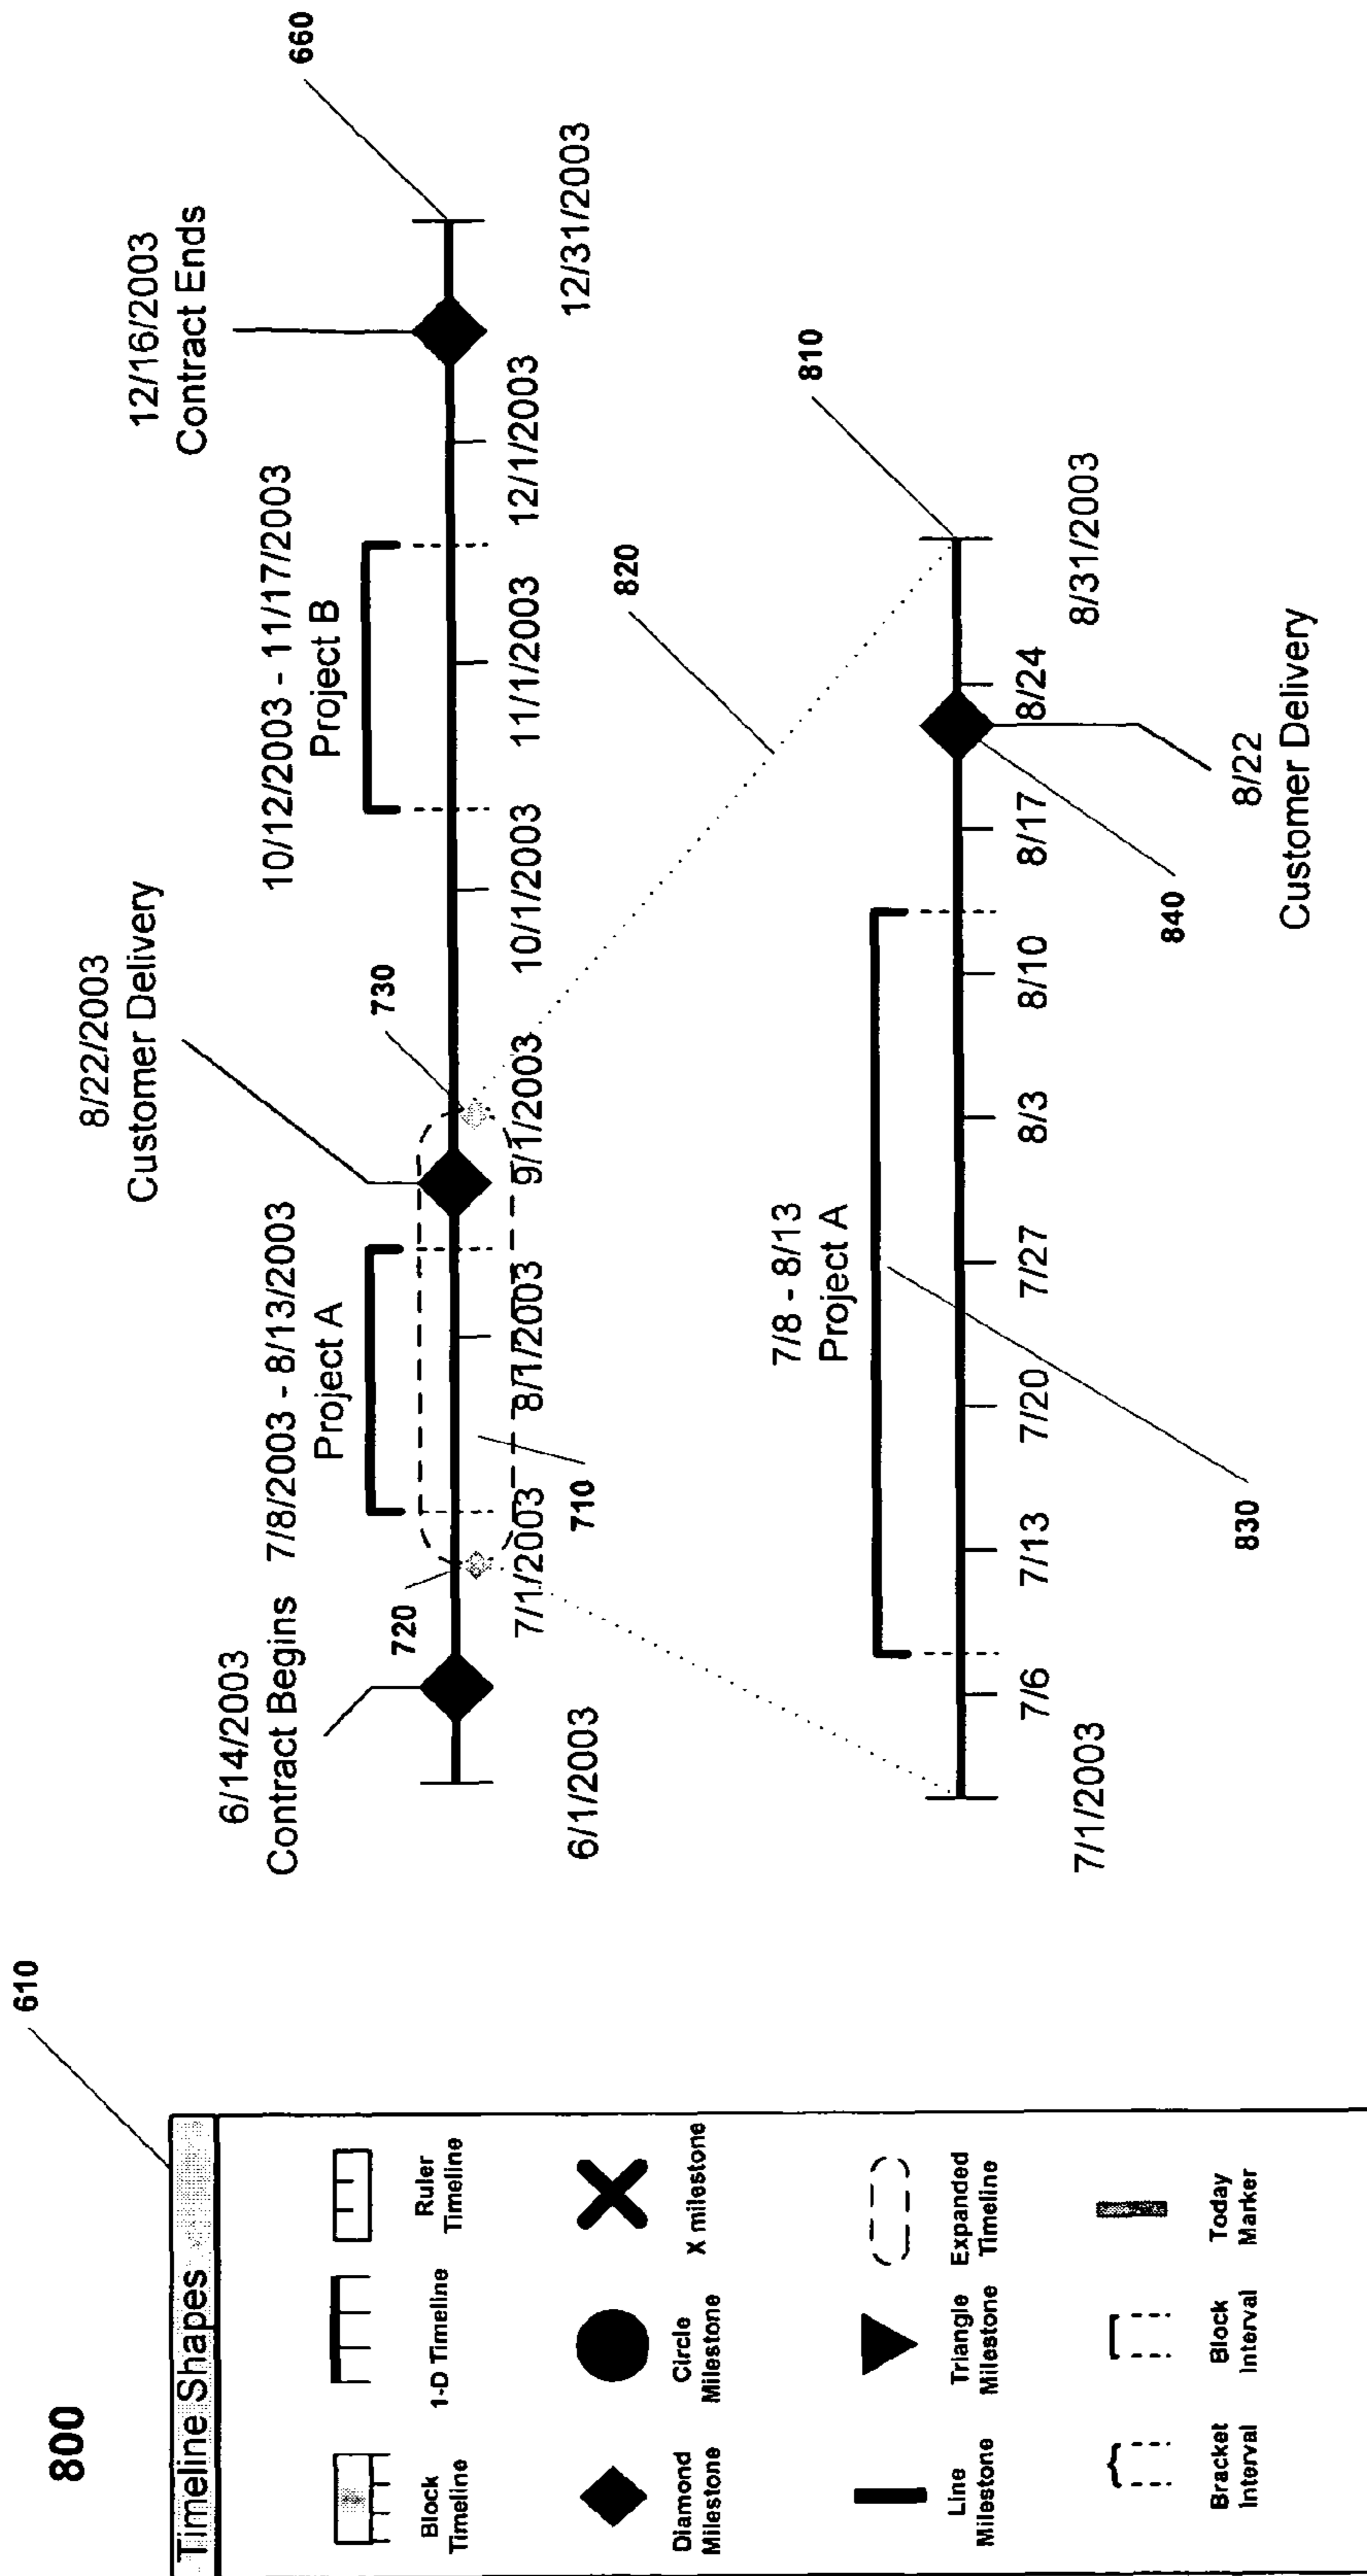 800
610
Timeline Shapes
Block
Timeline
1-D Timeline
Ruler
Timeline
Diamond
Milestone
Circle
Milestone
X milestone
Line
Milestone
Triangle
Milestone
Expanded
Timeline
Bracket
Interval
Block
Interval
Today
Marker
6/14/2003
Contract Begins
7/8/2003 - 8/13/2003
Project A
8/22/2003
Customer Delivery
10/12/2003 - 11/17/2003
Project B
12/16/2003
Contract Ends
660
720
730
6/1/2003
7/1/2003
8/1/2003
9/1/2003
10/1/2003
11/1/2003
12/1/2003
12/31/2003
710
820
810
7/8 - 8/13
Project A
7/1/2003
7/6
7/13
7/20
7/27
8/3
8/10
8/17
8/24
8/31/2003
830
840
8/22
Customer Delivery